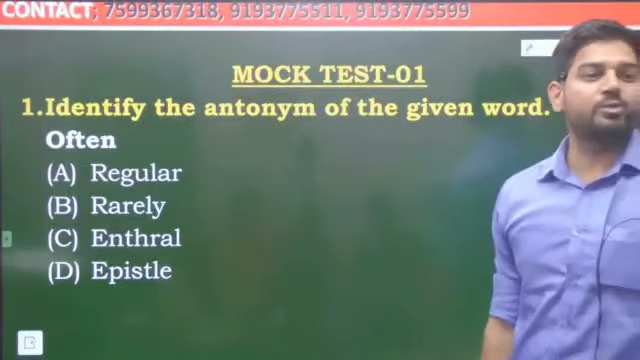 CONTACT; 7599367318, 9193775511, 9193775599
MOCK TEST-01
1.Identify the antonym of the given word.
Often
(A) Regular
(B) Rarely
(C) Enthral
(D) Epistle